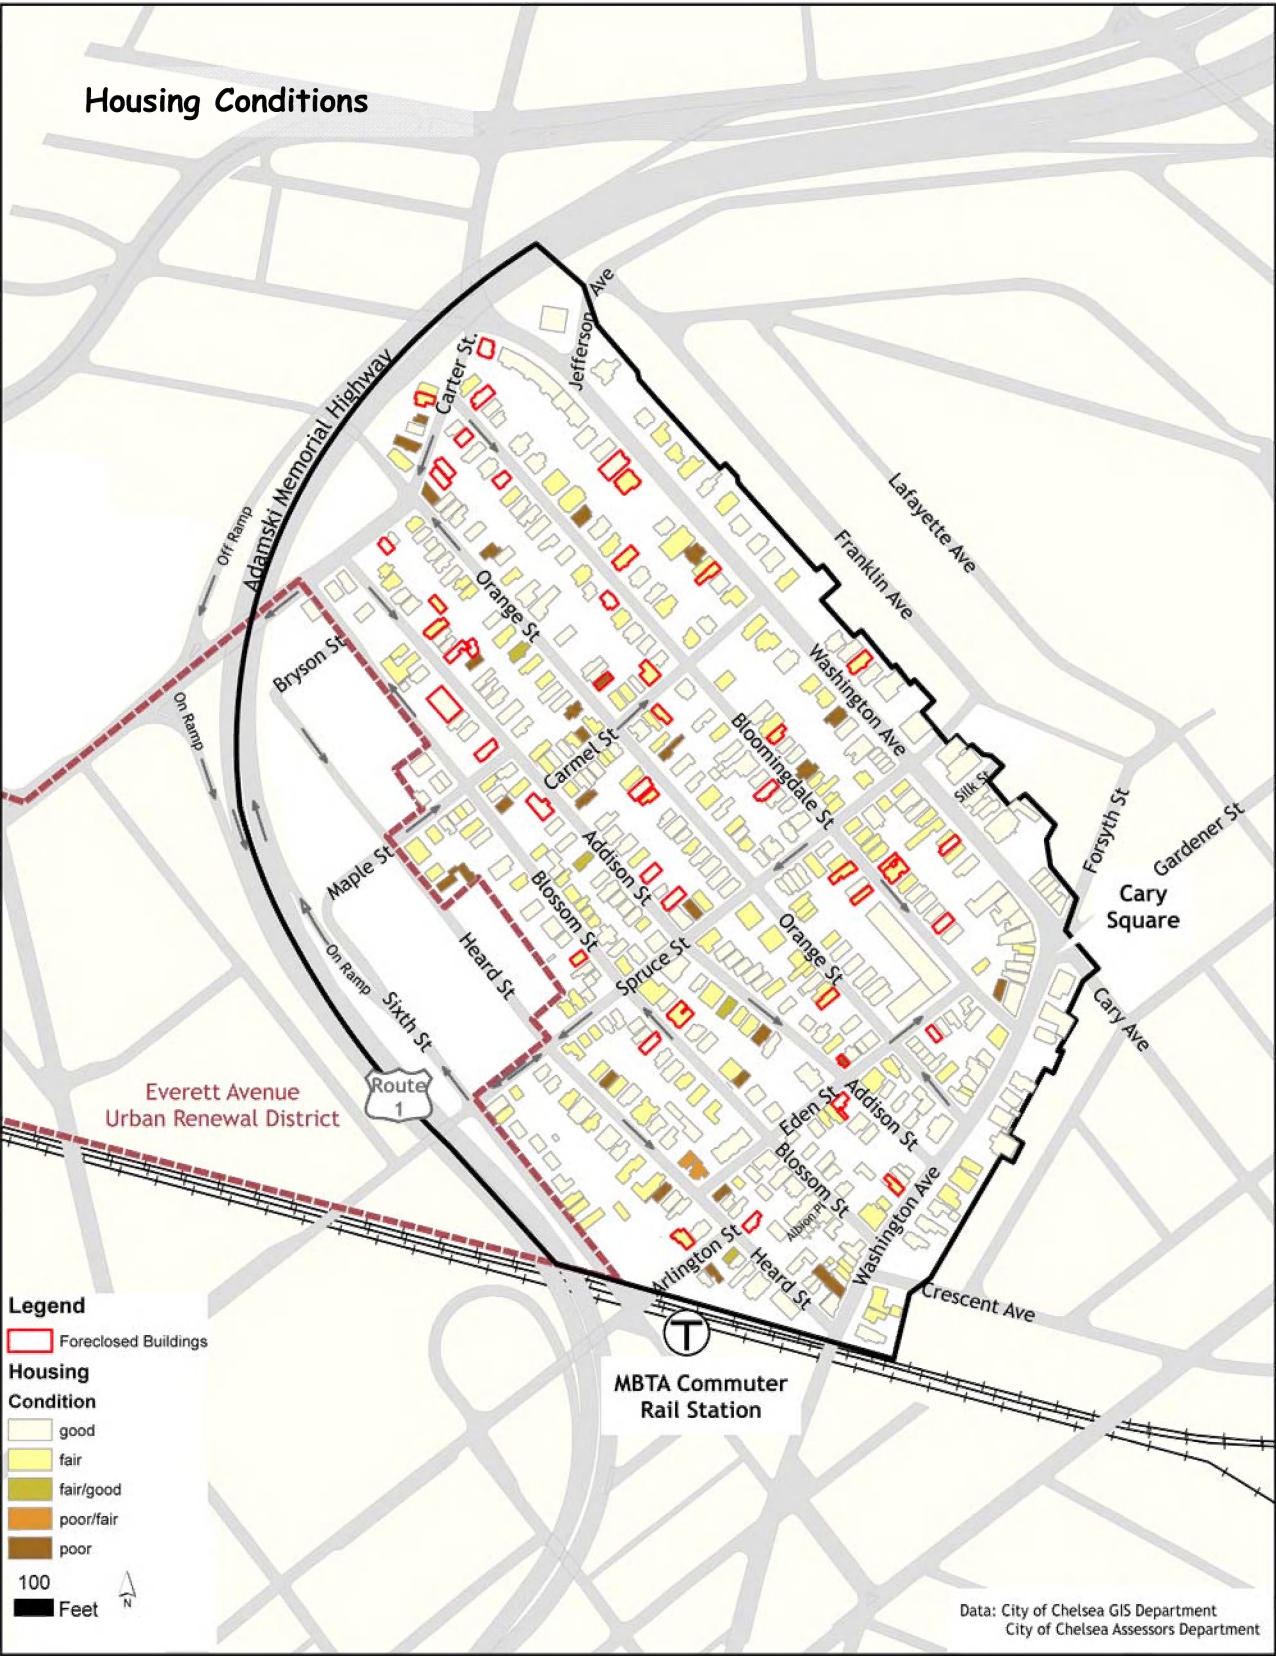 Housing Conditions
Jefferson Ave
Carter St.
Adamski Memorial Highway
Off Ramp
Lafayette Ave
Franklin Ave
Orange St
Bryson St
Washington Ave
On Ramp
Carmel St
Bloomingdale St
Silk St
Forsyth St
Gardener St
Maple St
Addison St
Blossom St
Cary
Square
Orange St
Spruce St
Heard St
On Ramp
Sixth St
Cary Ave
Everett Avenue
Urban Renewal District
Route
1
Eden St
Addison St
Blossom St
Albion Pl
Washington Ave
Arlington St
Heard St
Crescent Ave
T
MBTA Commuter
Rail Station
Legend
Foreclosed Buildings
Housing
Condition
good
fair
fair/good
poor/fair
poor
100
Feet
N
Data: City of Chelsea GIS Department
City of Chelsea Assessors Department